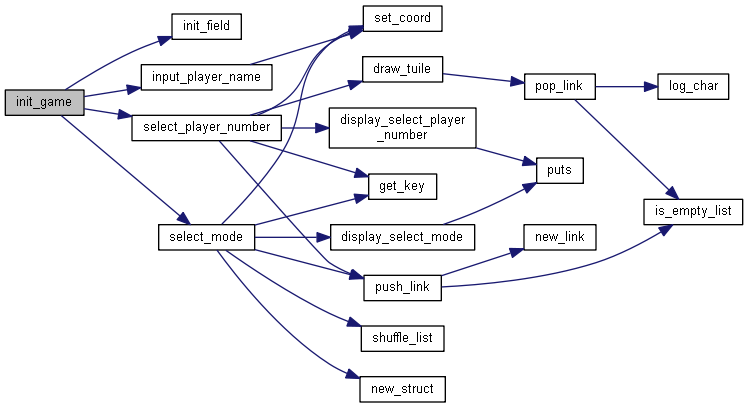 init_game
init_field
input_player_name
select_player_number
select_mode
set_coord
draw_tuile
display_select_player
_number
get_key
display_select_mode
push_link
shuffle_list
new_struct
pop_link
puts
new_link
log_char
is_empty_list